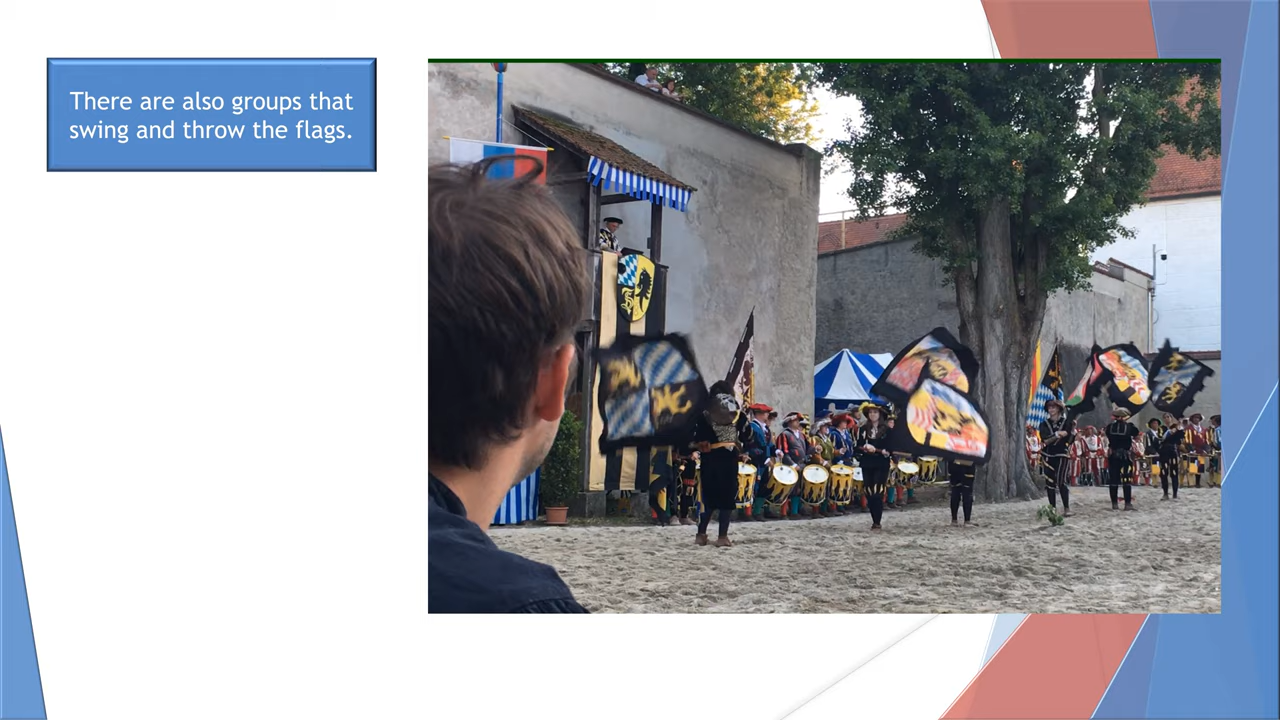 There are also groups that
swing and throw the flags.